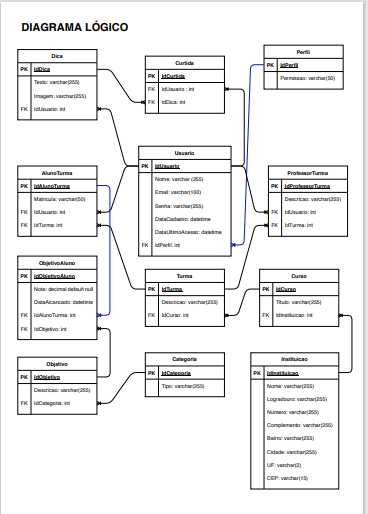 DIAGRAMA LÓGICO
Dica
PK IdDica
Texto: varchar(255)
Imagem: varchar(255)
FK IdUsuario: int
Curtida
PK IdCurtida
FK IdUsuario : int
FK IdDica: int
Perfil
PK IdPerfil
Permissao: varchar(50)
Usuario
PK IdUsuario
Nome: varchar (255)
Email: varchar(100)
Senha: varchar(255)
DataCadastro: datetime
DataUltimoAcesso: datetime
FK IdPerfil: int
AlunoTurma
PK IdAlunoTurma
Matricula: varchar(50)
FK IdUsuario: int
FK IdTurma: int
ProfessorTurma
PK IdProfessorTurma
Descricao: varchar(255)
FK IdUsuario: int
FK IdTurma: int
ObjetivoAluno
PK IdObjetivoAluno
Nota: decimal default null
DataAlcancado: datetime
FK IdAlunoTurma: int
FK IdObjetivo: int
Turma
PK IdTurma
Descricao: varchar(255)
FK IdCurso: int
Curso
PK IdCurso
Titulo: varchar(255)
FK IdInstituicao: int
Objetivo
PK IdObjetivo
Descricao: varchar(255)
FK IdCategoria: int
Categoria
PK IdCategoria
Tipo: varchar(255)
Instituicao
PK IdInstituicao
Nome: varchar(255)
Logradouro: varchar(255)
Numero: varchar(255)
Complemento: varchar(255)
Bairro: varchar(255)
Cidade: varchar(255)
UF: varchar(2)
CEP: varchar(15)